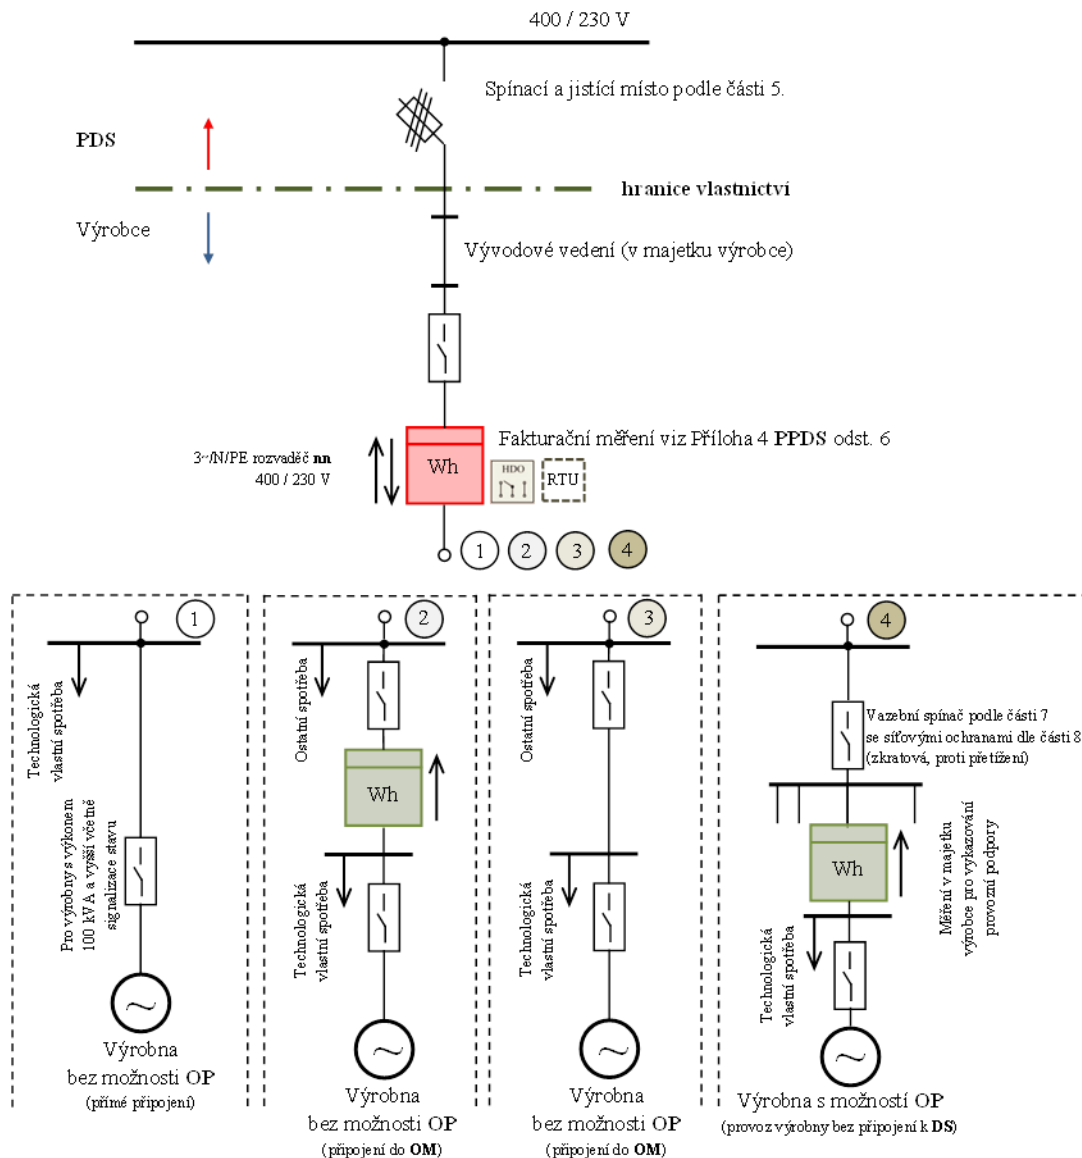 400 / 230 V
Spínací a jistící místo podle části 5.
PDS
hranice vlastnictví
Výrobce
Vývodové vedení (v majetku výrobce)
Fakturační měření viz Příloha 4 PPDS odst. 6
3~/N/PE rozvaděč nn
400 / 230 V
Wh
HDO
RTU
1
2
3
4
1
Technologická
vlastní spotřeba
Pro výrobny s výkonem
100 kVA a vyšší včetně
signalizace stavu
Výrobna
bez možnosti OP
(přímé připojení)
2
Ostatní spotřeba
Wh
Technologická
vlastní spotřeba
Výrobna
bez možnosti OP
(připojení do OM)
3
Ostatní spotřeba
Technologická
vlastní spotřeba
Výrobna
bez možnosti OP
(připojení do OM)
4
Vazební spínač podle části 7
se síťovými ochranami dle části 8
(zkratová, proti přetížení)
Wh
Měření v majetku
výrobce pro vykazování
provozní podpory
Technologická
vlastní spotřeba
Výrobna s možností OP
(provoz výrobny bez připojení k DS)